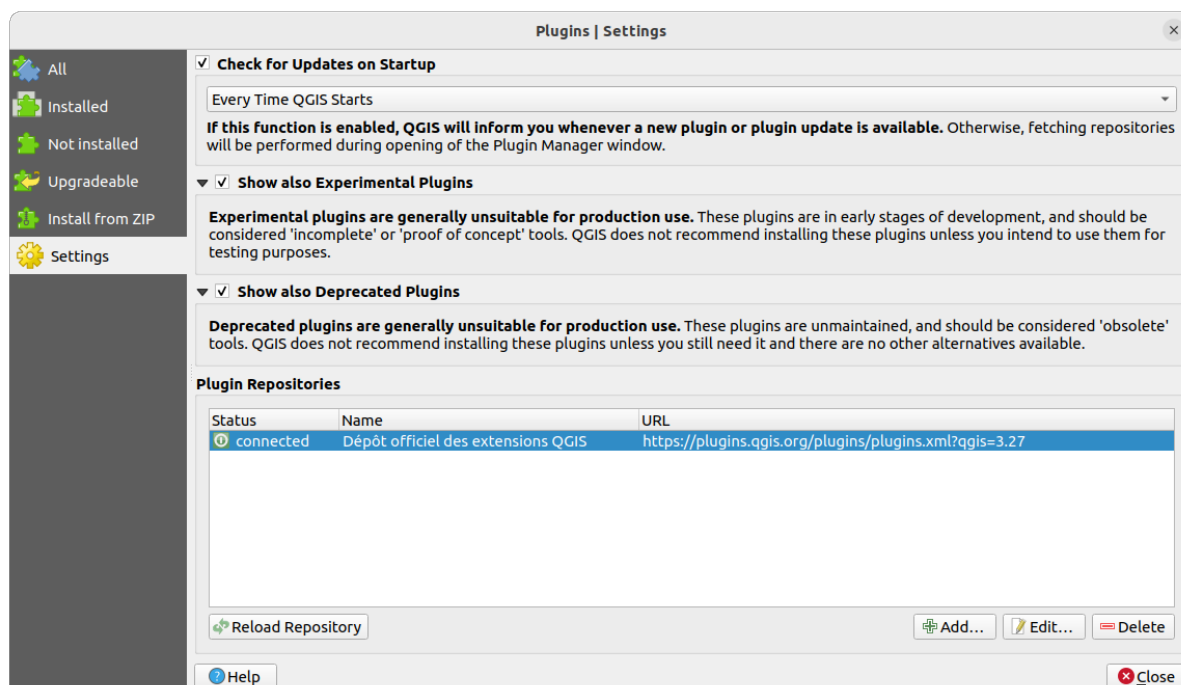 Plugins | Settings
All
Installed
Not installed
Upgradeable
Install from ZIP
Settings
Check for Updates on Startup
Every Time QGIS Starts
If this function is enabled, QGIS will inform you whenever a new plugin or plugin update is available. Otherwise, fetching repositories
will be performed during opening of the Plugin Manager window.
Show also Experimental Plugins
Experimental plugins are generally unsuitable for production use. These plugins are in early stages of development, and should be
considered 'incomplete' or 'proof of concept' tools. QGIS does not recommend installing these plugins unless you intend to use them for
testing purposes.
Show also Deprecated Plugins
Deprecated plugins are generally unsuitable for production use. These plugins are unmaintained, and should be considered 'obsolete'
tools. QGIS does not recommend installing these plugins unless you still need it and there are no other alternatives available.
Plugin Repositories
Status Name URL
connected Dépôt officiel des extensions QGIS https://plugins.qgis.org/plugins/plugins.xml?qgis=3.27
Reload Repository Add... Edit... Delete
Help Close